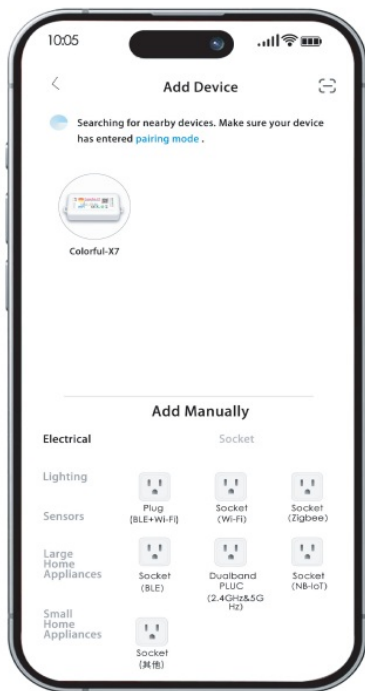 10:05
Add Device
Searching for nearby devices. Make sure your device
has entered pairing mode .
Colorful-X7
Add Manually
Electrical
Socket
Lighting
Sensors
Large
Home
Appliances
Small
Home
Appliances
Plug
(BLE+Wi-Fi)
Socket
(Wi-Fi)
Socket
(Zigbee)
Socket
(BLE)
Dualband
PLUC
(2.4GHz&5G
Hz)
Socket
(NB-IoT)
Socket
(其他)